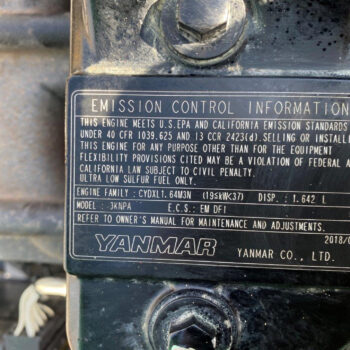 EMISSION CONTROL INFORMATION
THIS ENGINE MEETS U.S.EPA AND CALIFORNIA EMISSION STANDARDS
UNDER 40 CFR 1039.625 AND 13 CCR 2423(d).SELLING OR INSTALL
THIS ENGINE FOR ANY PURPOSE OTHER THAN FOR THE EQUIPMENT
FLEXIBILITY PROVISIONS CITED MAY BE A VIOLATION OF FEDERAL A
CALIFORNIA LAW SUBJECT TO CIVIL PENALTY.
ULTRA LOW SULFUR FUEL ONLY.
ENGINE FAMILY : CYDXL1.64M3N (19≤kW<37) DISP. : 1.642 L
MODEL : E.C.S.: EM DFI
REFER TO OWNER'S MANUAL FOR MAINTENANCE
AND ADJUSTMENTS.
YANMAR 2018/
YANMAR CO., LTD.